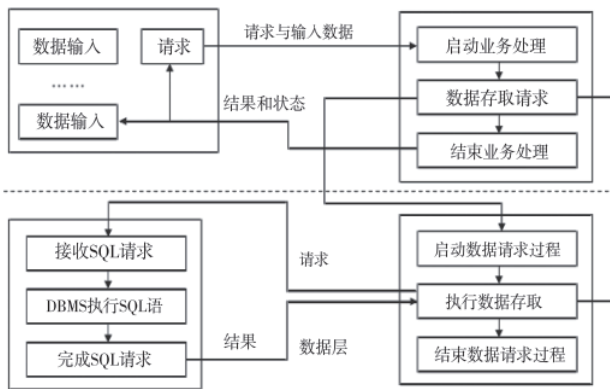 数据输入
请求
请求与输入数据
启动业务处理
……
数据存取请求
数据输入
结果和状态
结束业务处理
接收SQL请求
请求
启动数据请求过程
DBMS执行SQL语
执行数据存取
完成SQL请求
结果
数据层
结束数据请求过程